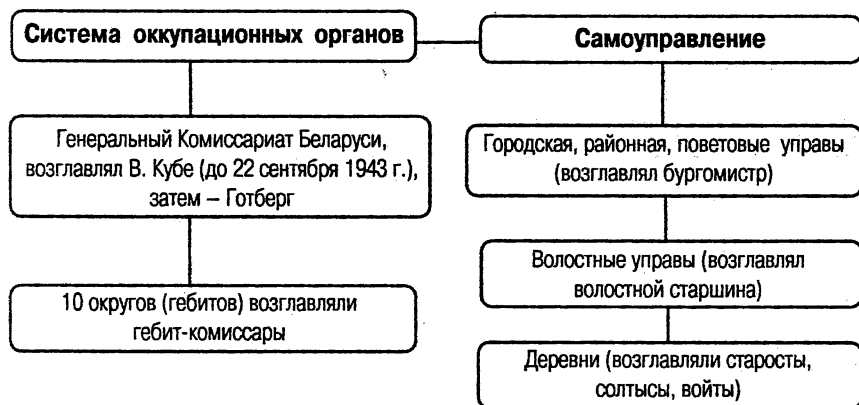 Система оккупационных органов
Самоуправление
Генеральный Комиссариат Беларуси,
возглавлял В. Кубе (до 22 сентября 1943 г.),
затем – Готберг
10 округов (гебитов) возглавляли
гебит-комиссары
Городская, районная, поветовые управы
(возглавлял бургомистр)
Волостные управы (возглавлял
волостной старшина)
Деревни (возглавляли старосты,
солтысы, войты)